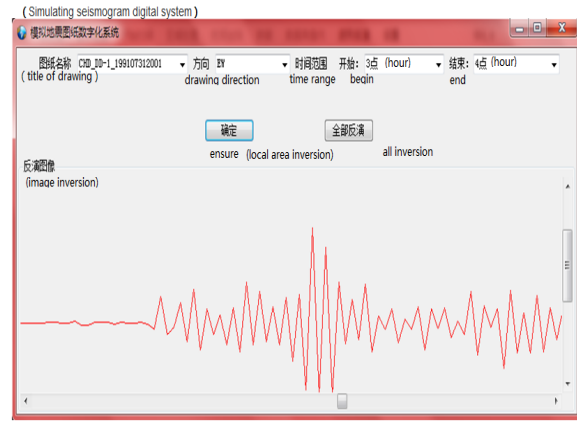 (Simulating seismogram digital system)
模拟地震图纸数字化系统
图纸名称 CHD_DD-1_19910T312001 方向 EY 时间范围 开始: 3点 (hour) 结束: 4点 (hour)
(title of drawing) drawing direction time range begin end
确定 全部反演
ensure (local area inversion) all inversion
反演图像
(image inversion)